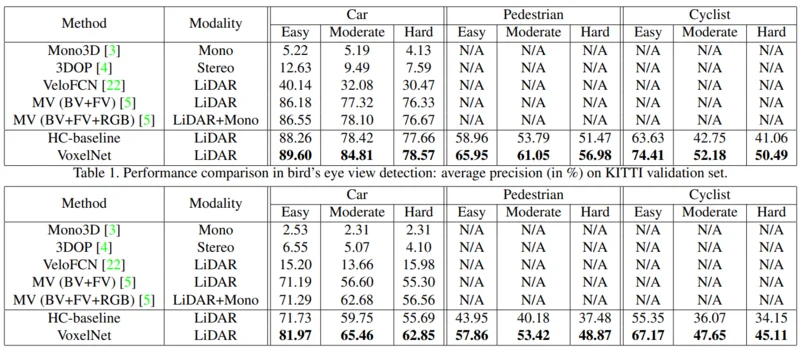 Method Modality Car Pedestrian Cyclist
Easy Moderate Hard Easy Moderate Hard Easy Moderate Hard
Mono3D [3] Mono 5.22 5.19 4.13 N/A N/A N/A N/A N/A N/A
3DOP [4] Stereo 12.63 9.49 7.59 N/A N/A N/A N/A N/A N/A
VeloFCN [22] LiDAR 40.14 32.08 30.47 N/A N/A N/A N/A N/A N/A
MV (BV+FV) [5] LiDAR 86.18 77.32 76.33 N/A N/A N/A N/A N/A N/A
MV (BV+FV+RGB) [5] LiDAR+Mono 86.55 78.10 76.67 N/A N/A N/A N/A N/A N/A
HC-baseline LiDAR 88.26 78.42 77.66 58.96 53.79 51.47 63.63 42.75 41.06
VoxelNet LiDAR 89.60 84.81 78.57 65.95 61.05 56.98 74.41 52.18 50.49
Table 1. Performance comparison in bird's eye view detection: average precision (in %) on KITTI validation set.
Method Modality Car Pedestrian Cyclist
Easy Moderate Hard Easy Moderate Hard Easy Moderate Hard
Mono3D [3] Mono 2.53 2.31 2.31 N/A N/A N/A N/A N/A N/A
3DOP [4] Stereo 6.55 5.07 4.10 N/A N/A N/A N/A N/A N/A
VeloFCN [22] LiDAR 15.20 13.66 15.98 N/A N/A N/A N/A N/A N/A
MV (BV+FV) [5] LiDAR 71.19 56.60 55.30 N/A N/A N/A N/A N/A N/A
MV (BV+FV+RGB) [5] LiDAR+Mono 71.29 62.68 56.56 N/A N/A N/A N/A N/A N/A
HC-baseline LiDAR 71.73 59.75 55.69 43.95 40.18 37.48 55.35 36.07 34.15
VoxelNet LiDAR 81.97 65.46 62.85 57.86 53.42 48.87 67.17 47.65 45.11